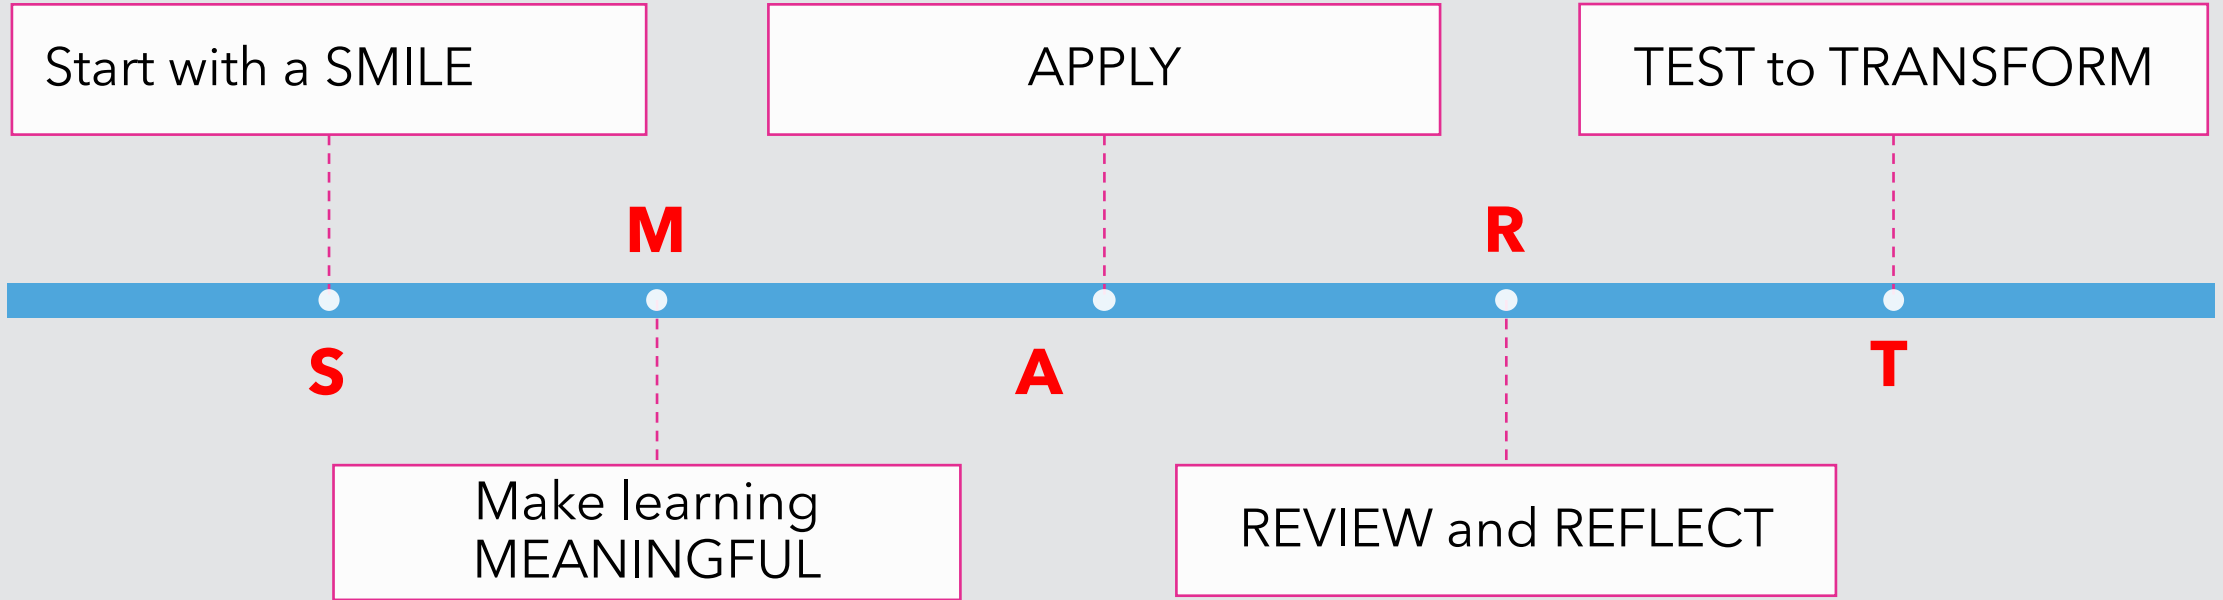 Start with a SMILE
APPLY
TEST to TRANSFORM
M
R
S
A
T
Make learning
MEANINGFUL
REVIEW and REFLECT